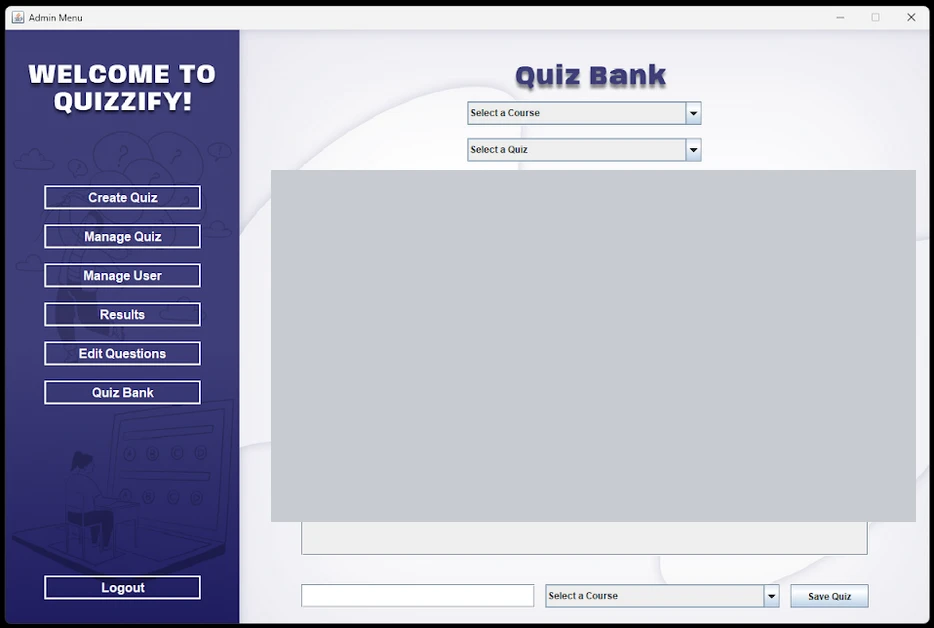 Admin Menu
WELCOME TO
QUIZZIFY!
Create Quiz
Manage Quiz
Manage User
Results
Edit Questions
Quiz Bank
Logout
Quiz Bank
Select a Course
Select a Quiz
Select a Course
Save Quiz